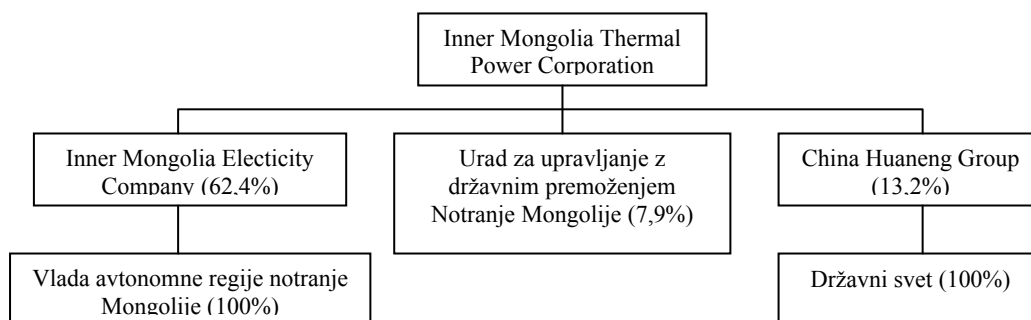 Inner Mongolia Thermal
Power Corporation
Inner Mongolia Electicity
Company (62,4%)
Urad za upravljanje z
državnim premoženjem
Notranje Mongolije (7,9%)
China Huaneng Group
(13,2%)
Vlada avtonomne regije notranje
Mongolije (100%)
Državni svet (100%)